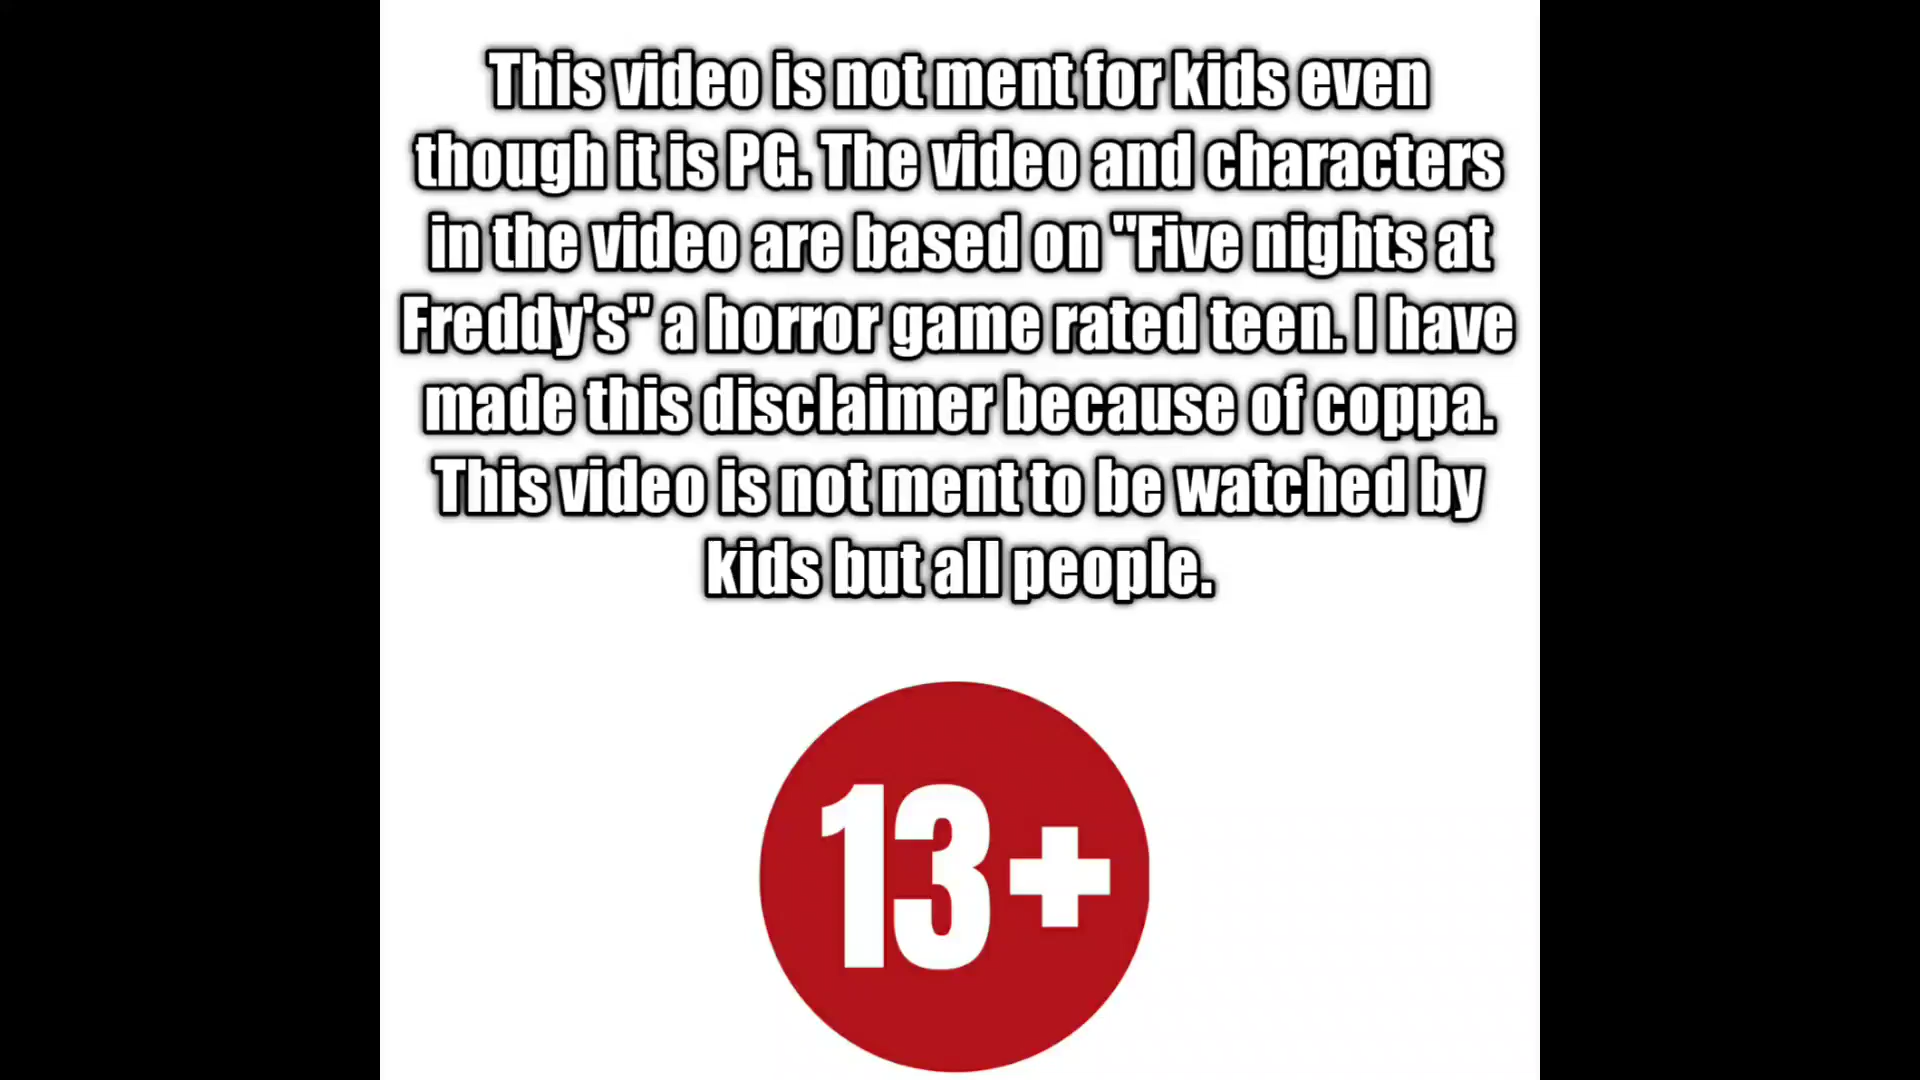 This video is not ment for kids even
though it is PG. The video and characters
in the video are based on "Five nights at
Freddy's" a horror game rated teen. I have
made this disclaimer because of coppa.
This video is not ment to be watched by
kids but all people.
13+